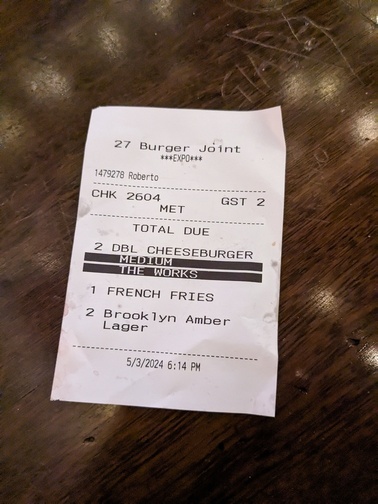 27 Burger Joint
***EXPO***
1479278 Roberto
CHK 2604 GST 2
MET
TOTAL DUE
2 DBL CHEESEBURGER
MEDIUM
THE WORKS
1 FRENCH FRIES
2 Brooklyn Amber
Lager
5/3/2024 6:14 PM